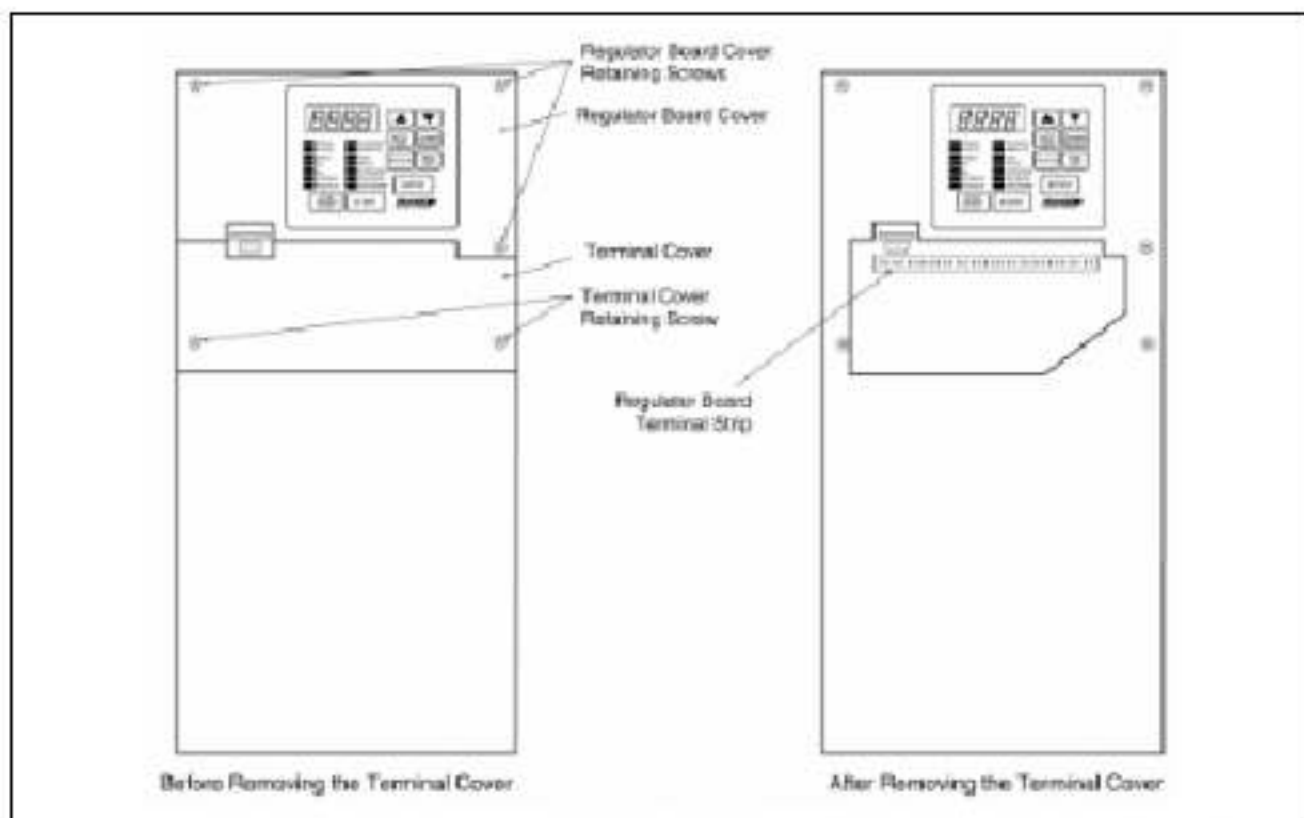 Regulator Board Cover
Retaining Screws
Regulator Board Cover
Terminal Cover
Terminal Cover
Retaining Screw
Regulator Board
Terminal Strip
Before Removing the Terminal Cover
After Removing the Terminal Cover